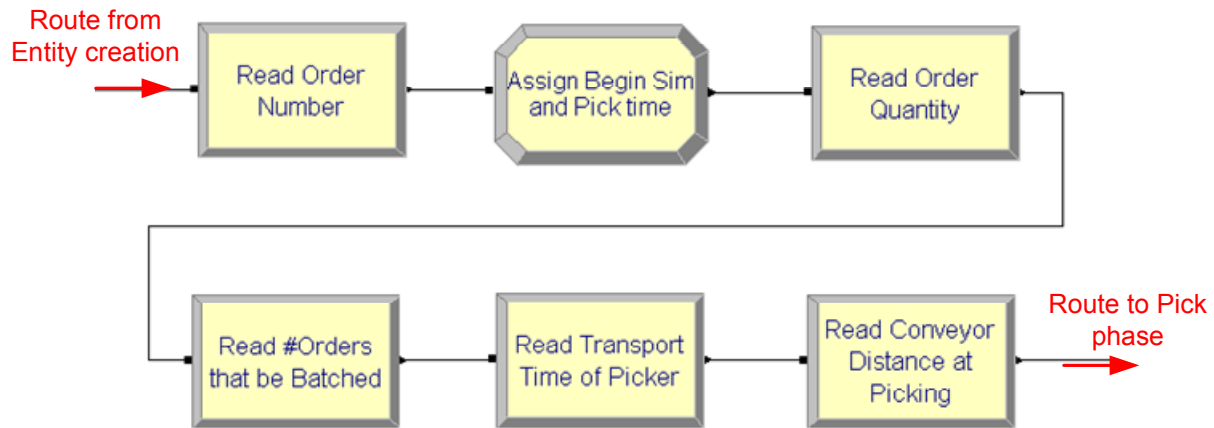 Route from
Entity creation
Read Order
Number
Assign Begin Sim
and Pick time
Read Order
Quantity
Read #Orders
that be Batched
Read Transport
Time of Picker
Read Conveyor
Distance at
Picking
Route to Pick
phase